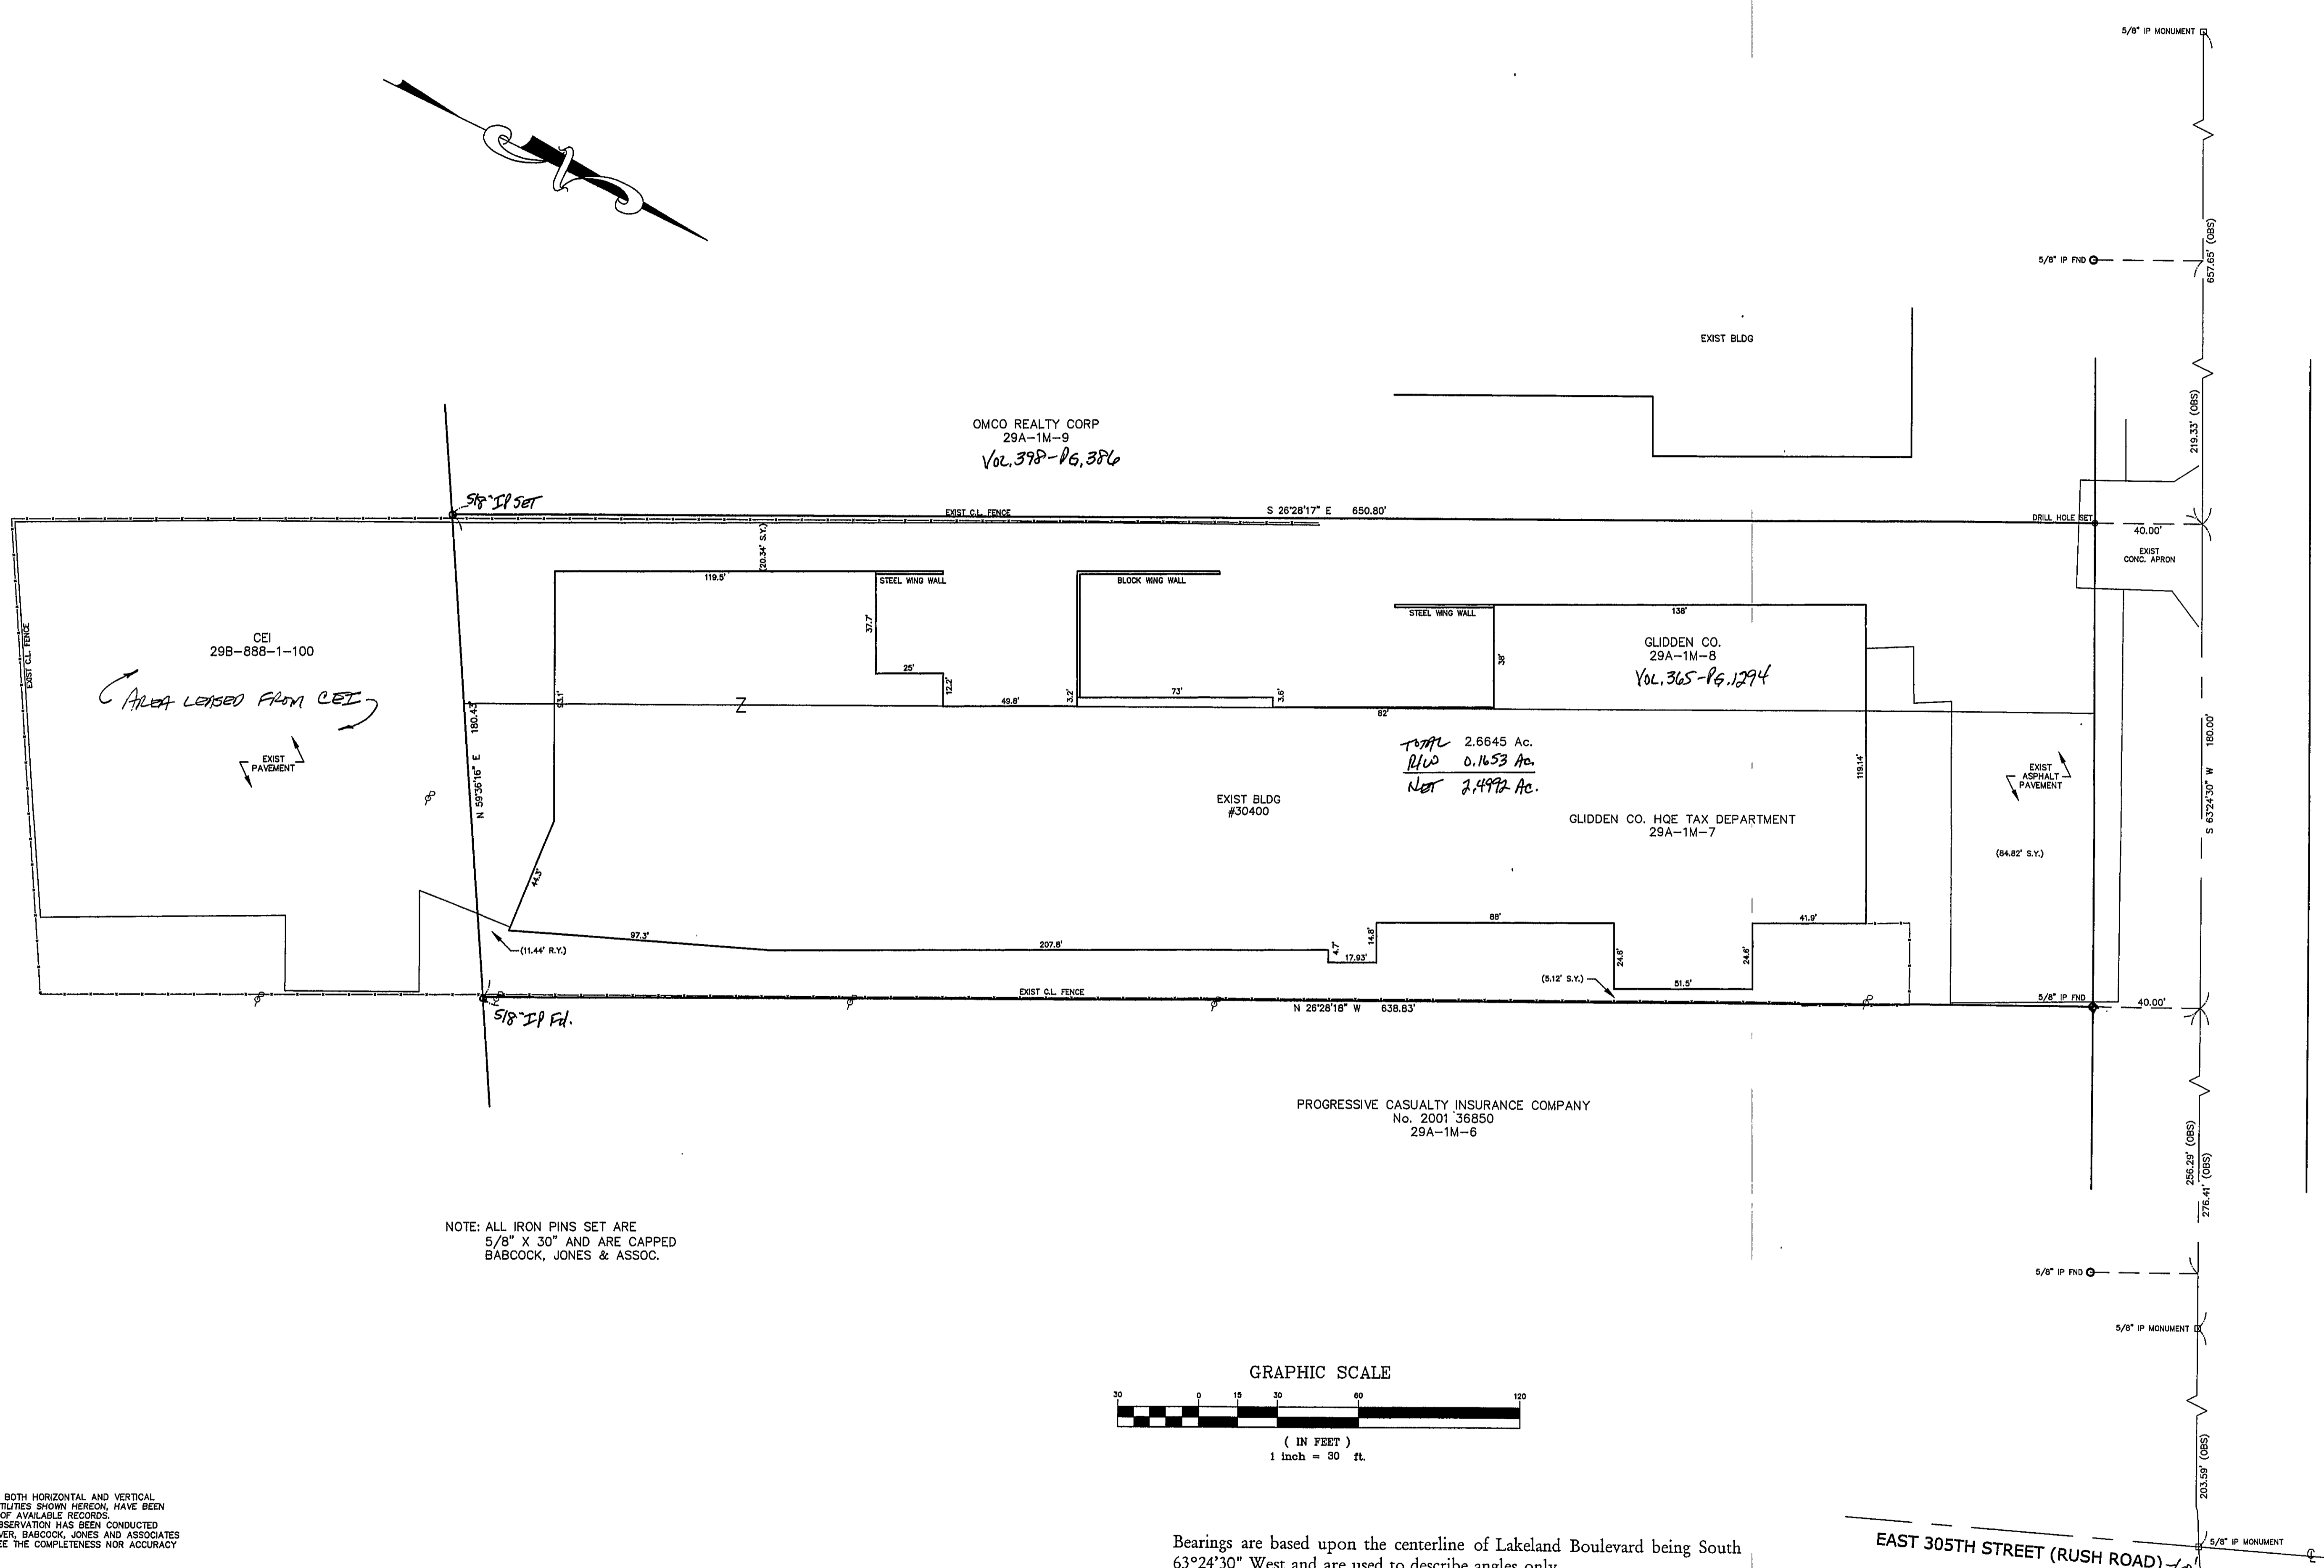 5/8" IP MONUMENT
657.65' (OBS)
5/8" IP FND
EXIST BLDG
219.33' (OBS)
OMCO REALTY CORP
29A-1M-9
VOL. 398-PG. 386
5/8" IP SET
EXIST C.L. FENCE
S 26°28'17" E 650.80'
DRILL HOLE SET
40.00'
EXIST
CONC. APRON
(20.34' S.Y.)
119.5'
STEEL WING WALL
BLOCK WING WALL
STEEL WING WALL
138'
37.7'
25'
12.2'
49.8'
3.2'
73'
3.6'
82'
38'
GLIDDEN CO.
29A-1M-8
VOL. 365-PG. 1294
EXIST C.L. FENCE
CEI
29B-888-1-100
AREA LEASED FROM CEI
EXIST
PAVEMENT
N 59°36'16" E 180.43'
93.1'
Z
TOTAL 2.6645 Ac.
R/W 0.1653 Ac.
NET 2.4992 Ac.
EXIST BLDG
#30400
GLIDDEN CO. HQE TAX DEPARTMENT
29A-1M-7
119.14'
EXIST
ASPHALT
PAVEMENT
(84.82' S.Y.)
S 63°24'30" W 180.00'
44.3'
(11.44' R.Y.)
97.3'
207.8'
4.7'
17.93'
14.8'
88'
24.6'
51.5'
24.6'
41.9'
(5.12' S.Y.)
EXIST C.L. FENCE
N 26°28'18" W 638.83'
5/8" IP FND
40.00'
5/8" IP Fd.
PROGRESSIVE CASUALTY INSURANCE COMPANY
No. 2001 36850
29A-1M-6
256.29' (OBS)
276.41' (OBS)
NOTE: ALL IRON PINS SET ARE
5/8" X 30" AND ARE CAPPED
BABCOCK, JONES & ASSOC.
5/8" IP FND
5/8" IP MONUMENT
GRAPHIC SCALE
30 0 15 30 60 120
( IN FEET )
1 inch = 30 ft.
203.59' (OBS)
BOTH HORIZONTAL AND VERTICAL
TILITIES SHOWN HEREON, HAVE BEEN
OF AVAILABLE RECORDS.
BSERVATION HAS BEEN CONDUCTED
VER, BABCOCK, JONES AND ASSOCIATES
EE THE COMPLETENESS NOR ACCURACY
Bearings are based upon the centerline of Lakeland Boulevard being South
63°24'30" West and are used to describe angles only
EAST 305TH STREET (RUSH ROAD)
5/8" IP MONUMENT